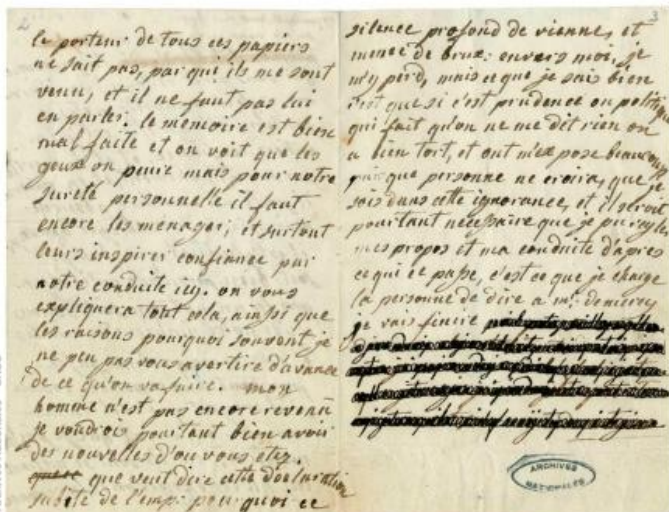 2
le porteur de tous ces papiers
ne sait pas, par qui ils me sont
venu, et il ne faut pas lui
en parler. le memoire est bien
mal faite et on voit que les
geux on peure mais pour notre
sureté personnelle il faut
encore les menager, et surtout
leurs inspirer confiance par
notre conduite icy. on vous
expliquera tout cela, ainsi que
les raisons pourquoi souvent je
ne peu pas vous avertire d'avance
de ce qu'on va faire. mon
homme n'est pas encore revenu
je voudrois pourtant bien avoir
des nouvelles d'ou vous etez.
que veut dire cette déclaration
subite de l'emp: pourquoi ce
3
silence profond de vienne, et
meme de brux: envers moi, je
m'y perd, mais ce que je sais bien
c'est que si c'est prudence ou politique
qui fait qu'on ne me dit rien on
a bien tort, et ont m'expose beaucoup
que personne ne croira, que je
sois dans cette ignorance, et il seroit
pourtant necessaire que je puregler
mes propos et ma conduite d'apres
ce qui ce passe, c'est ce que je charge
la personne de dire a mr. de mercy
je vais finire
ARCHIVES
NATIONALES